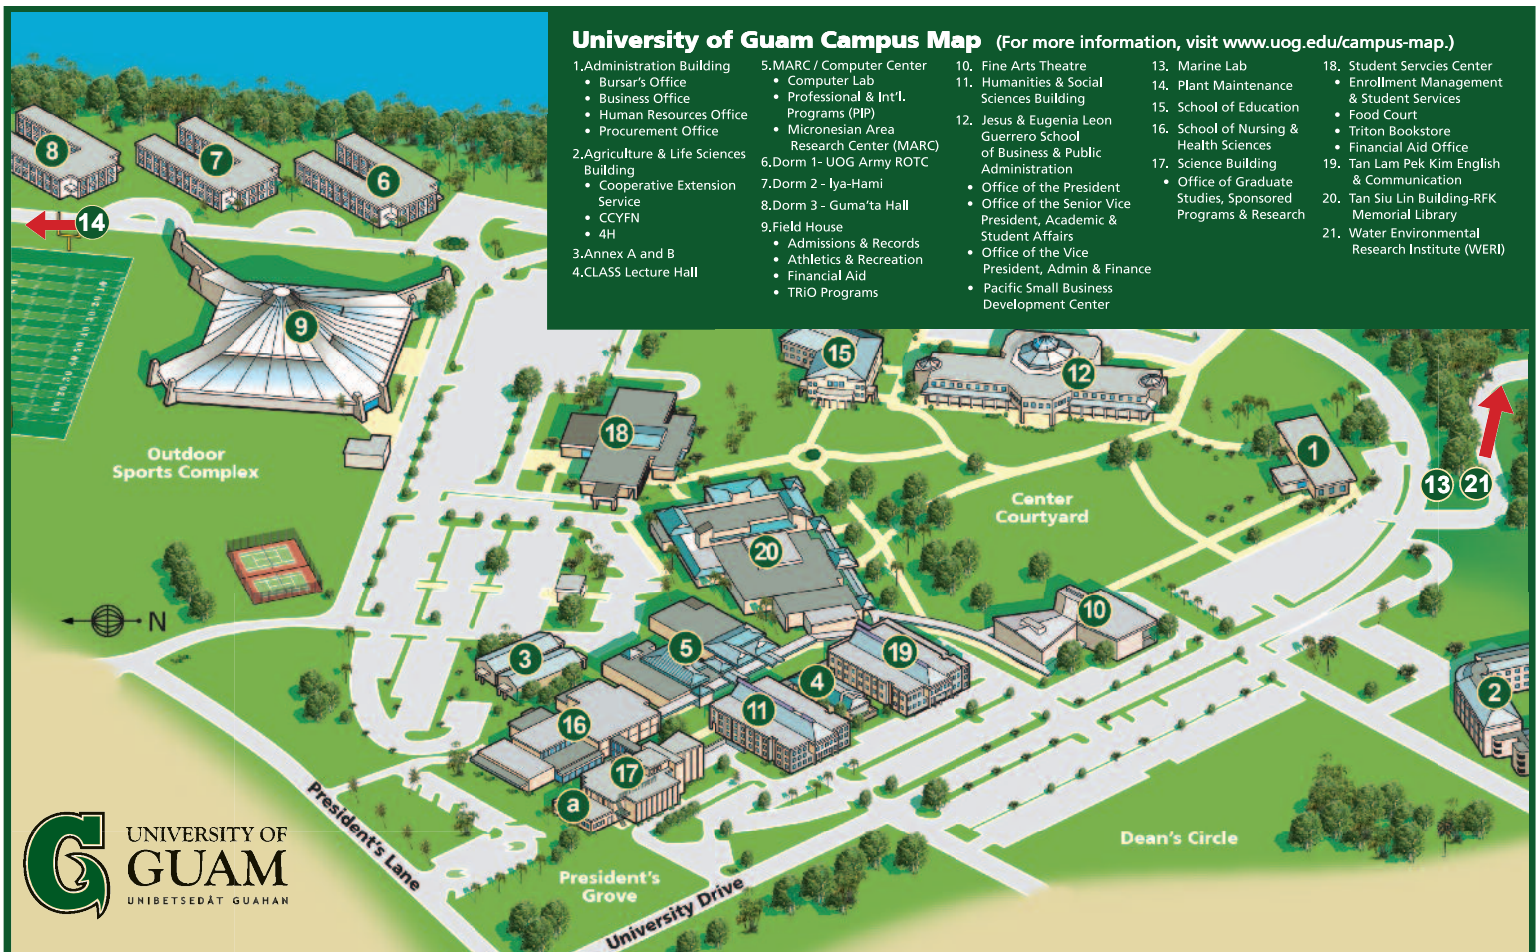 University of Guam Campus Map (For more information, visit www.uog.edu/campus-map.)
1.Administration Building
• Bursar's Office
• Business Office
• Human Resources Office
• Procurement Office
2.Agriculture & Life Sciences
Building
• Cooperative Extension
Service
• CCYFN
• 4H
3.Annex A and B
4.CLASS Lecture Hall
5.MARC / Computer Center
• Computer Lab
• Professional & Int'l.
Programs (PIP)
• Micronesian Area
Research Center (MARC)
6.Dorm 1- UOG Army ROTC
7.Dorm 2 - Iya-Hami
8.Dorm 3 - Guma'ta Hall
9.Field House
• Admissions & Records
• Athletics & Recreation
• Financial Aid
• TRiO Programs
10. Fine Arts Theatre
11. Humanities & Social
Sciences Building
12. Jesus & Eugenia Leon
Guerrero School
of Business & Public
Administration
• Office of the President
• Office of the Senior Vice
President, Academic &
Student Affairs
• Office of the Vice
President, Admin & Finance
• Pacific Small Business
Development Center
13. Marine Lab
14. Plant Maintenance
15. School of Education
16. School of Nursing &
Health Sciences
17. Science Building
• Office of Graduate
Studies, Sponsored
Programs & Research
18. Student Servcies Center
• Enrollment Management
& Student Services
• Food Court
• Triton Bookstore
• Financial Aid Office
19. Tan Lam Pek Kim English
& Communication
20. Tan Siu Lin Building-RFK
Memorial Library
21. Water Environmental
Research Institute (WERI)
8
7
6
14
9
15
12
18
1
13
21
20
10
3
5
19
4
11
2
16
17
a
Outdoor
Sports Complex
Center
Courtyard
N
President's Lane
Dean's Circle
President's
Grove
University Drive
G
UNIVERSITY OF
GUAM
UNIBETSEDÅT GUAHAN